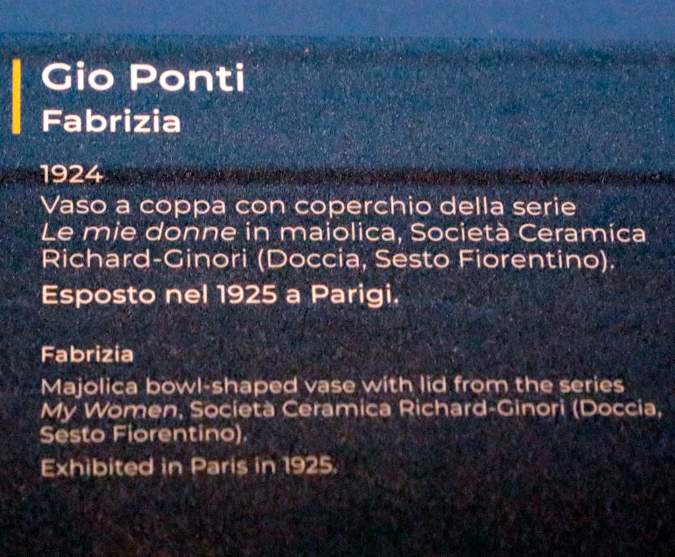 Gio Ponti
Fabrizia
1924
Vaso a coppa con coperchio della serie
Le mie donne in maiolica, Società Ceramica
Richard-Ginori (Doccia, Sesto Fiorentino).
Esposto nel 1925 a Parigi.
Fabrizia
Majolica bowl-shaped vase with lid from the series
My Women, Società Ceramica Richard-Ginori (Doccia,
Sesto Fiorentino).
Exhibited in Paris in 1925.